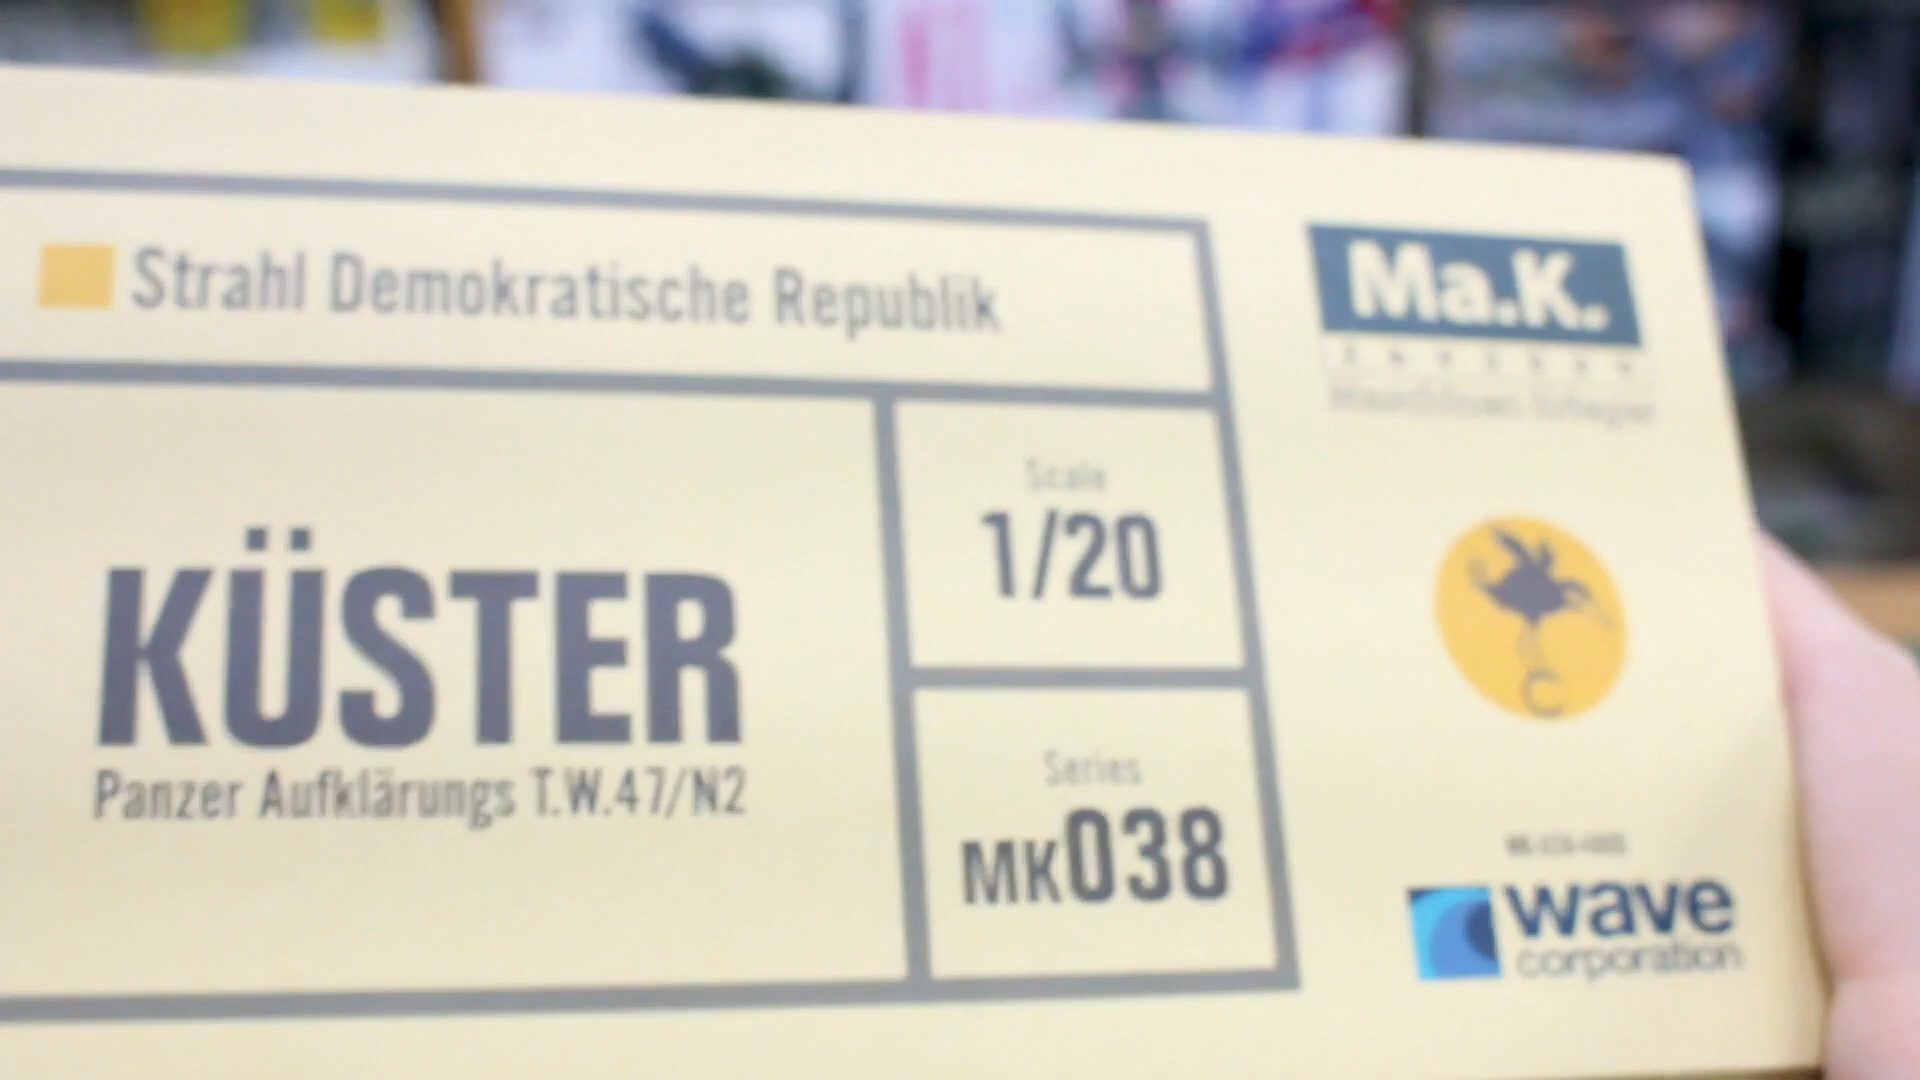 Strahl Demokratische Republik
KÜSTER
Panzer Aufklärungs T.W.47/N2
Scale
1/20
Series
MK038
Ma.K.
C
wave
corporation